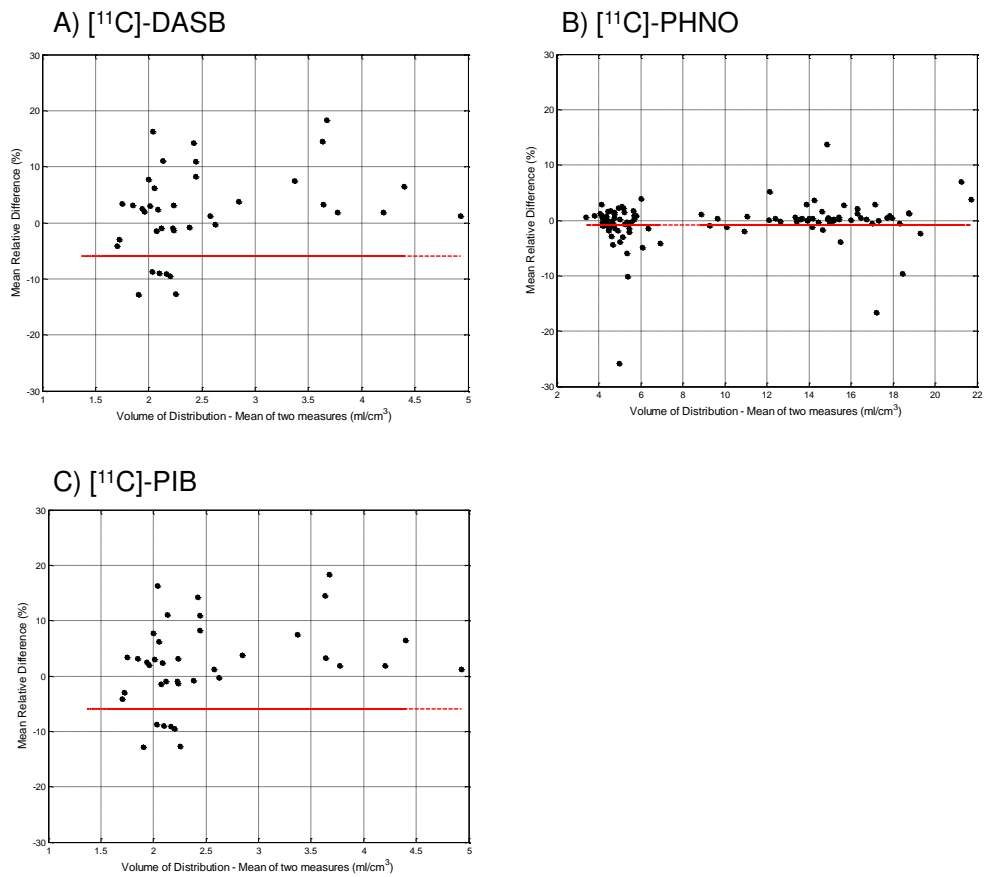 A) [¹¹C]-DASB
B) [¹¹C]-PHNO
30
20
10
0
-10
-20
-30
Mean Relative Difference (%)
1 1.5 2 2.5 3 3.5 4 4.5 5
Volume of Distribution - Mean of two measures (ml/cm³)
30
20
10
0
-10
-20
-30
Mean Relative Difference (%)
2 4 6 8 10 12 14 16 18 20 22
Volume of Distribution - Mean of two measures (ml/cm³)
C) [¹¹C]-PIB
30
20
10
0
-10
-20
-30
Mean Relative Difference (%)
1 1.5 2 2.5 3 3.5 4 4.5 5
Volume of Distribution - Mean of two measures (ml/cm³)